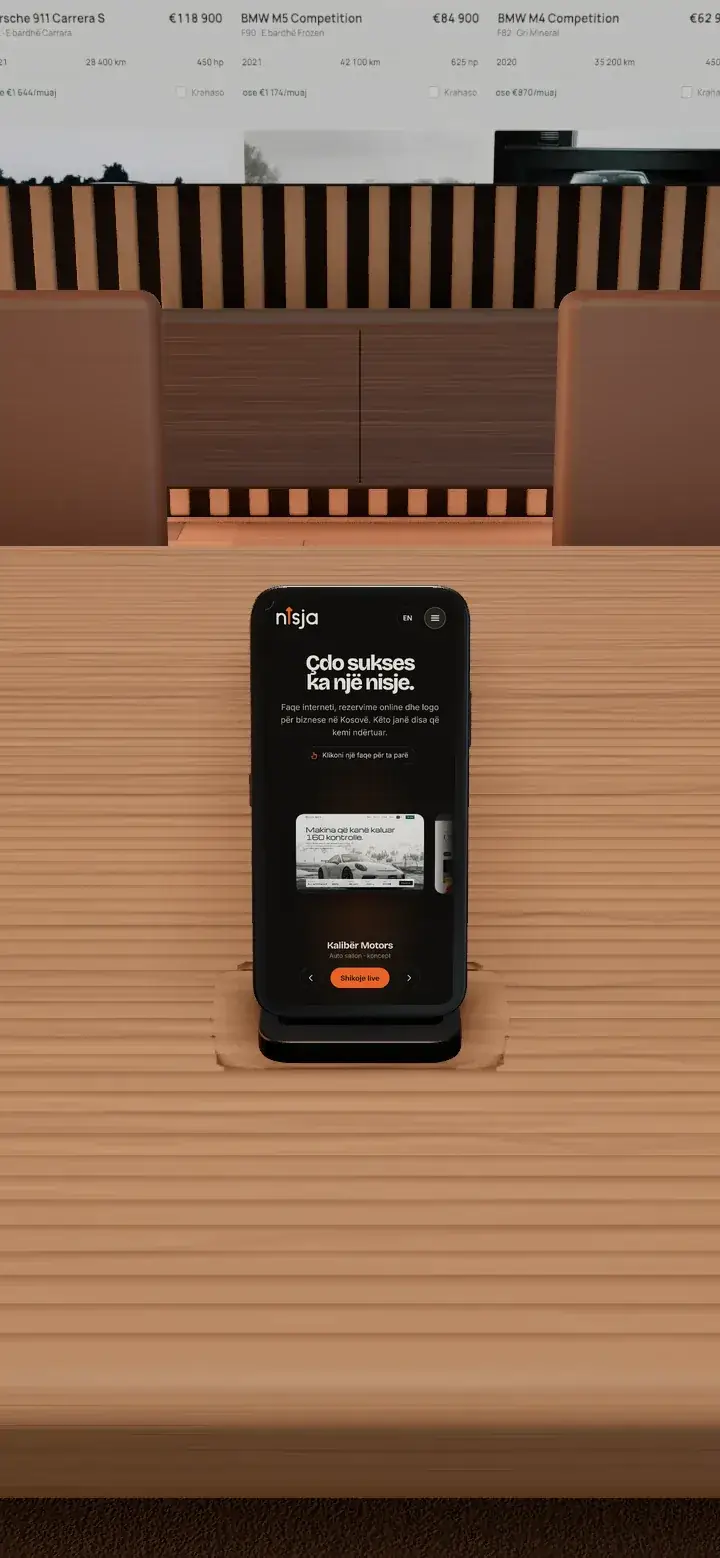 rsche 911 Carrera S €118 900
E bardhë Carrara
21 28 400 km 450 hp
ose €1 644/muaj Krahaso
BMW M5 Competition €84 900
F90 · E bardhë Frozen
2021 42 100 km 625 hp
ose €1 174/muaj Krahaso
BMW M4 Competition €62 9
F82 · Gri Mineral
2020 35 200 km 450
ose €870/muaj Kraha
nisja EN
Çdo sukses
ka një nisje.
Faqe interneti, rezervime online dhe logo
për biznese në Kosovë. Këto janë disa që
kemi ndërtuar.
Klikoni një faqe për ta parë
Makina që kanë kaluar
160 kontrolle.
Kalibër Motors
Auto sallon · koncept
Shikoje live